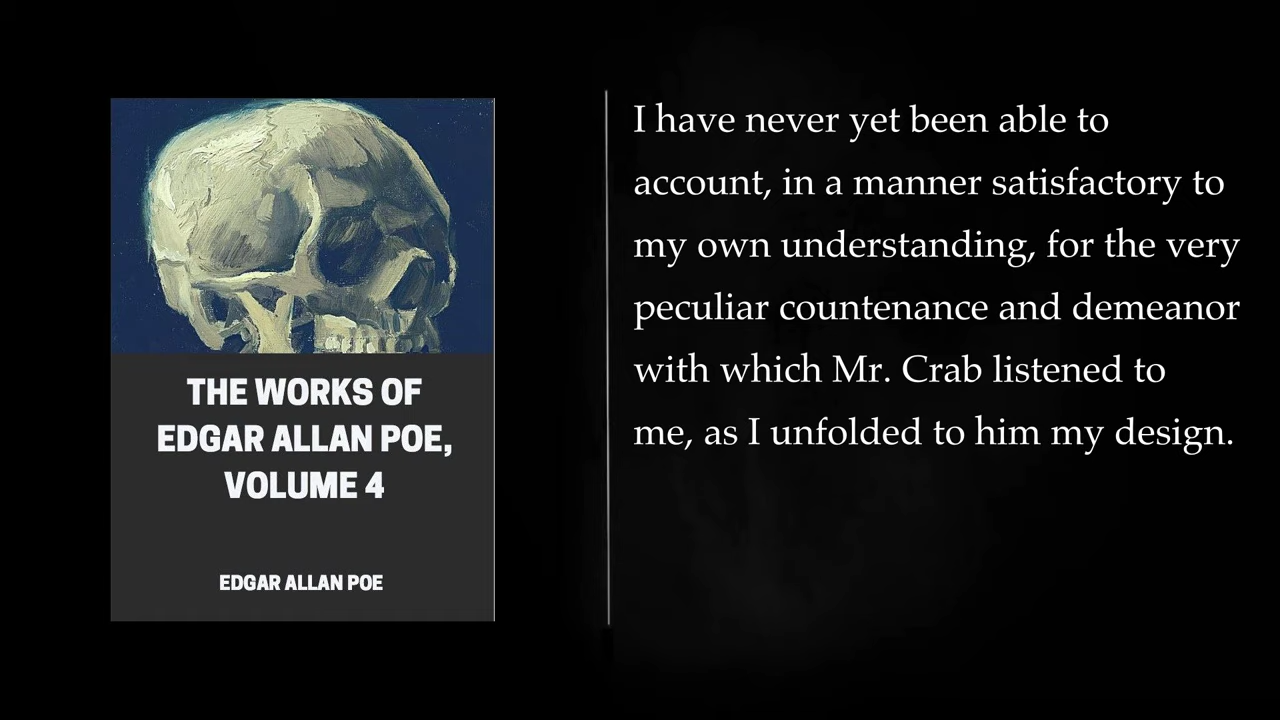 THE WORKS OF
EDGAR ALLAN POE,
VOLUME 4
EDGAR ALLAN POE
I have never yet been able to
account, in a manner satisfactory to
my own understanding, for the very
peculiar countenance and demeanor
with which Mr. Crab listened to
me, as I unfolded to him my design.